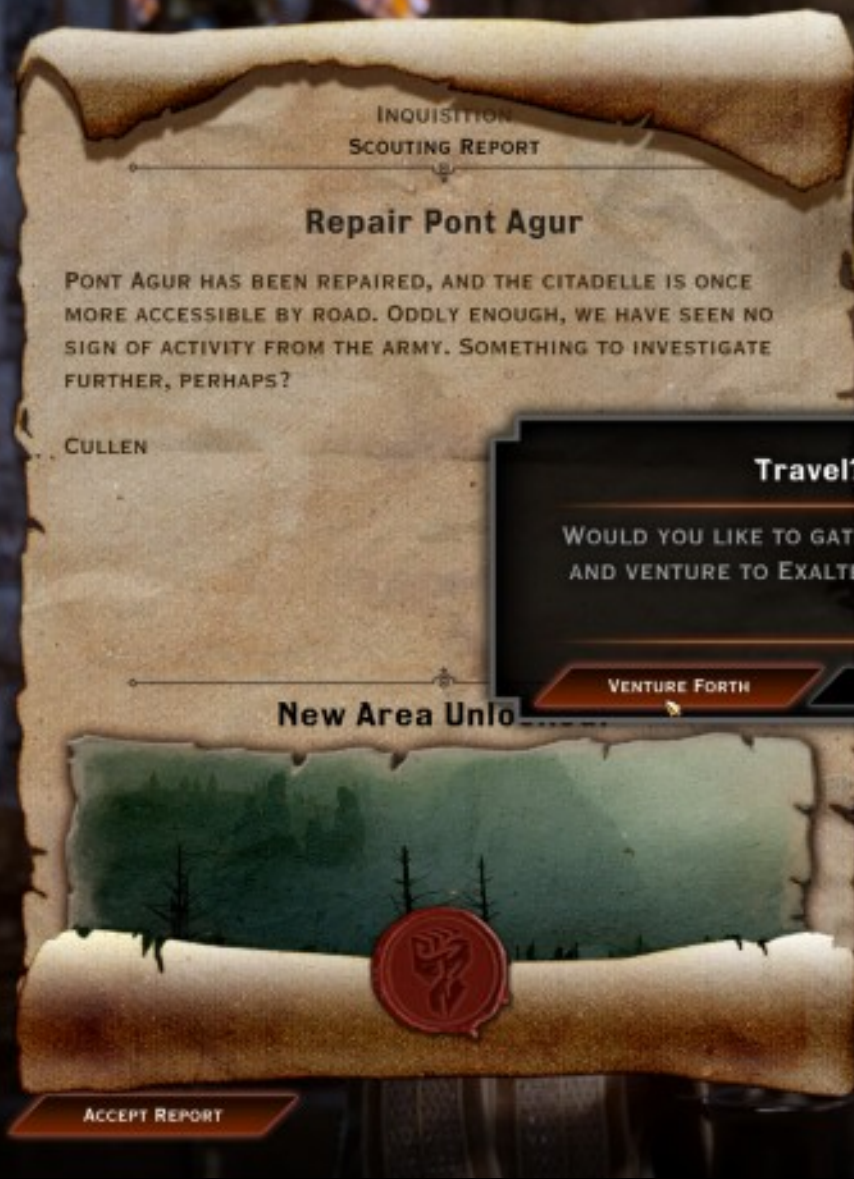 Inquisition
Scouting Report
Repair Pont Agur
Pont Agur has been repaired, and the citadelle is once
more accessible by road. Oddly enough, we have seen no
sign of activity from the army. Something to investigate
further, perhaps?
Cullen
Travel?
Would you like to gat
and venture to Exalte
Venture Forth
New Area
Accept Report